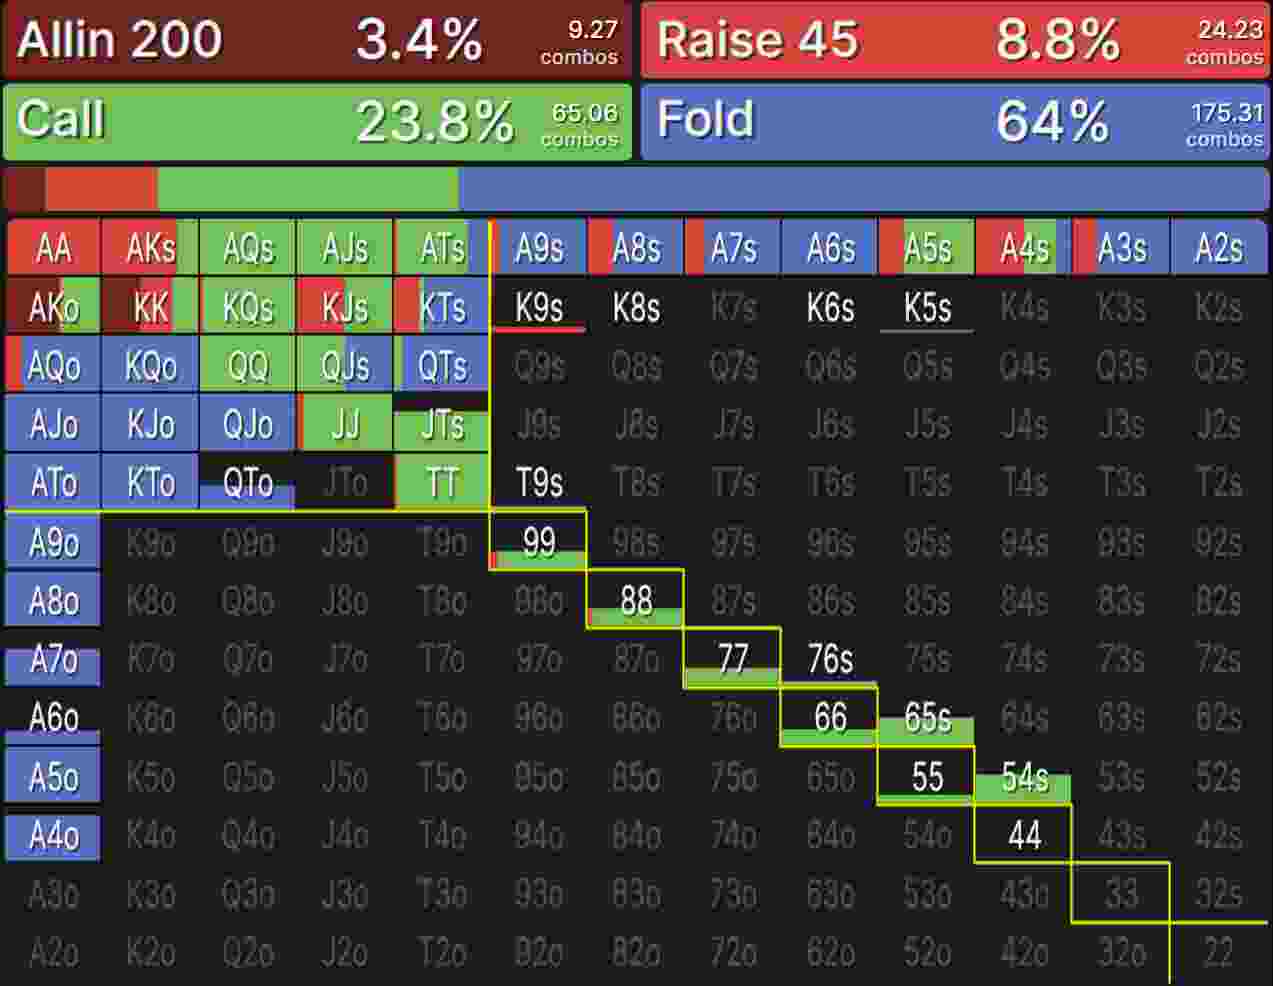 Allin 200 3.4% 9.27 combos Raise 45 8.8% 24.23 combos
Call 23.8% 65.06 combos Fold 64% 175.31 combos
AA AKs AQs AJs ATs A9s A8s A7s A6s A5s A4s A3s A2s
AKo KK KQs KJs KTs K9s K8s K7s K6s K5s K4s K3s K2s
AQo KQo QQ QJs QTs Q9s Q8s Q7s Q6s Q5s Q4s Q3s Q2s
AJo KJo QJo JJ JTs J9s J8s J7s J6s J5s J4s J3s J2s
ATo KTo QTo JTo TT T9s T8s T7s T6s T5s T4s T3s T2s
A9o K9o Q9o J9o T9o 99 98s 97s 96s 95s 94s 93s 92s
A8o K8o Q8o J8o T8o 98o 88 87s 86s 85s 84s 83s 82s
A7o K7o Q7o J7o T7o 97o 87o 77 76s 75s 74s 73s 72s
A6o K6o Q6o J6o T6o 96o 86o 76o 66 65s 64s 63s 62s
A5o K5o Q5o J5o T5o 95o 85o 75o 65o 55 54s 53s 52s
A4o K4o Q4o J4o T4o 94o 84o 74o 64o 54o 44 43s 42s
A3o K3o Q3o J3o T3o 93o 83o 73o 63o 53o 43o 33 32s
A2o K2o Q2o J2o T2o 92o 82o 72o 62o 52o 42o 32o 22